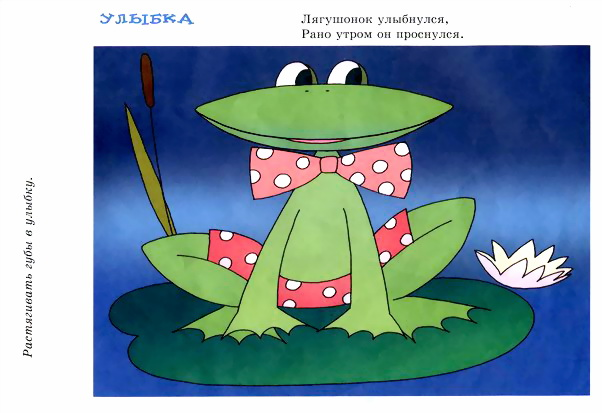 УЛЫБКА
Лягушонок улыбнулся,
Рано утром он проснулся.
Растягивать губы в улыбку.